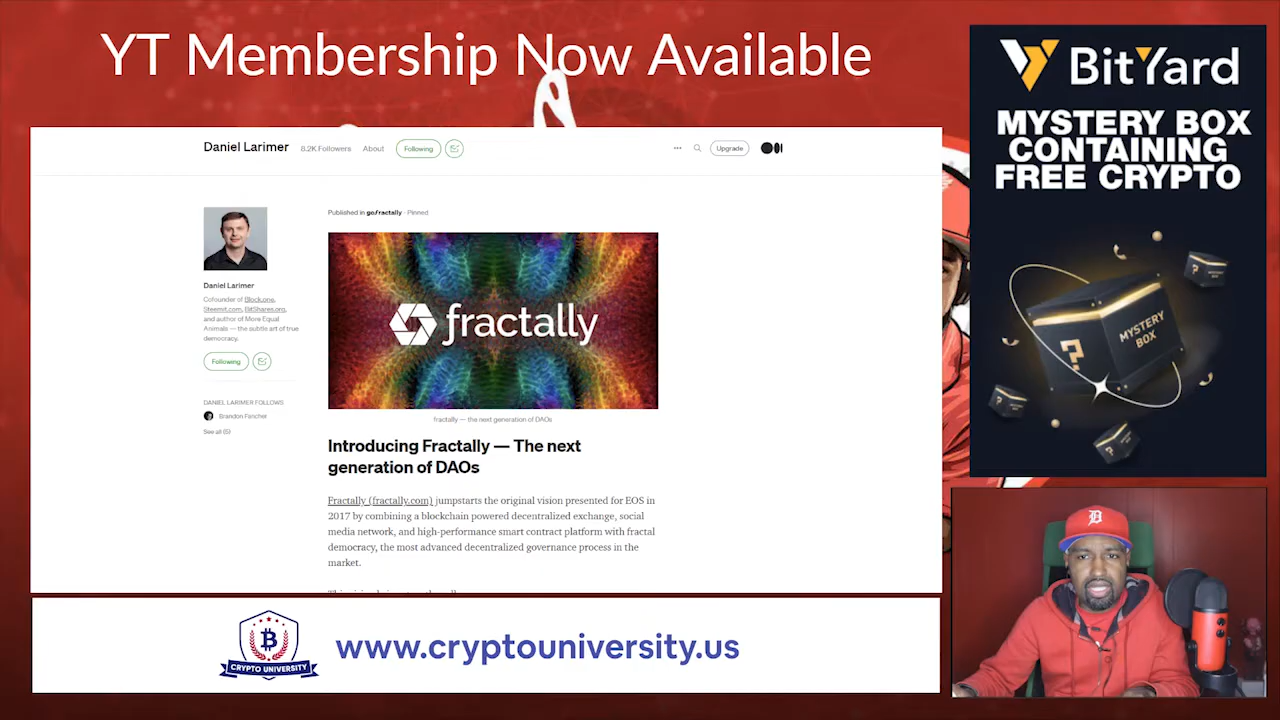 YT Membership Now Available
Daniel Larimer
8.2K Followers
About
Following
Upgrade
Published in gofractally · Pinned
fractally
fractally — the next generation of DAOs
Introducing Fractally — The next
generation of DAOs
Fractally (fractally.com) jumpstarts the original vision presented for EOS in
2017 by combining a blockchain powered decentralized exchange, social
media network, and high-performance smart contract platform with fractal
democracy, the most advanced decentralized governance process in the
market.
Daniel Larimer
Cofounder of Block.one,
Steemit.com, BitShares.org,
and author of More Equal
Animals — the subtle art of true
democracy.
Following
DANIEL LARIMER FOLLOWS
Brandon Fancher
See all (5)
BitYard
MYSTERY BOX
CONTAINING
FREE CRYPTO
?
MYSTERY
BOX
?
?
?
D
CRYPTO UNIVERSITY
www.cryptouniversity.us